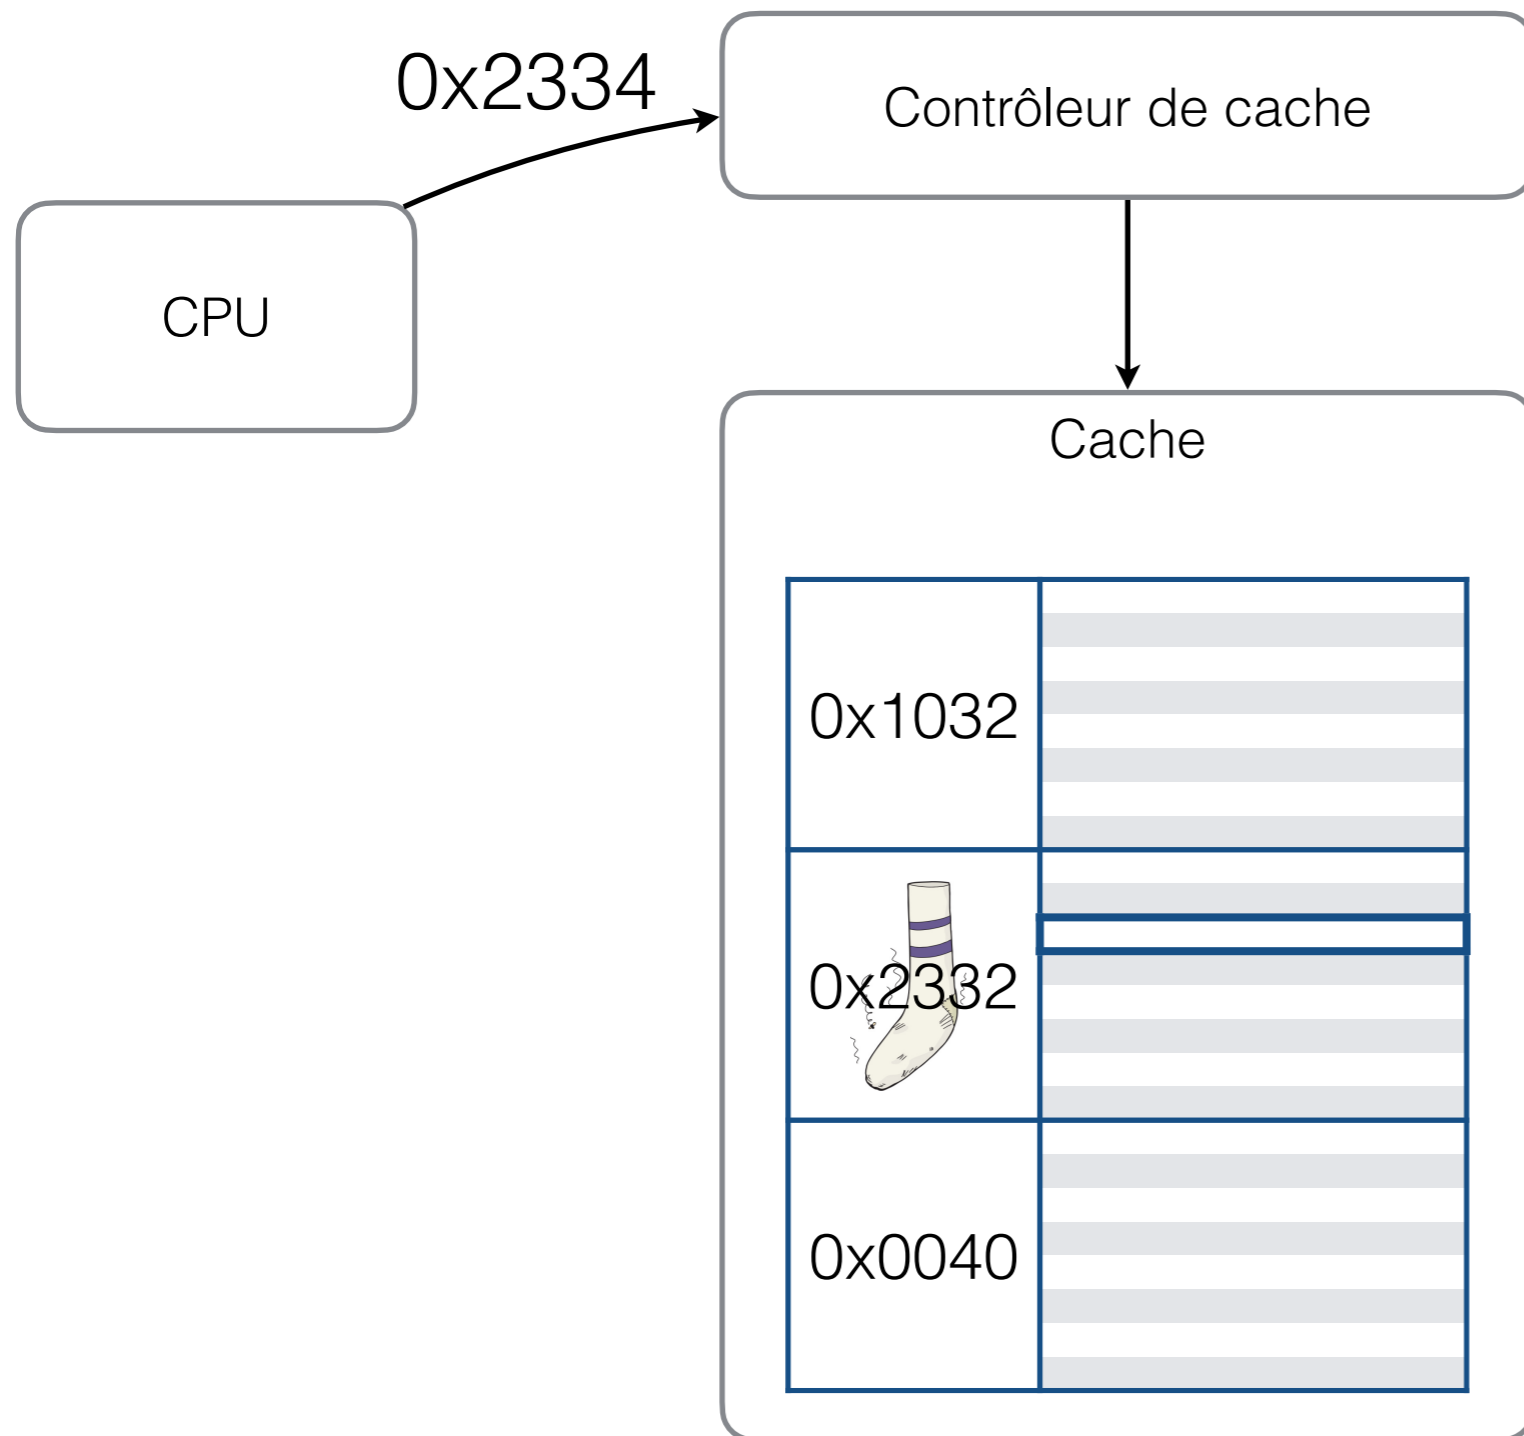 0x2334
Contrôleur de cache
CPU
Cache
0x1032
0x2332
0x0040